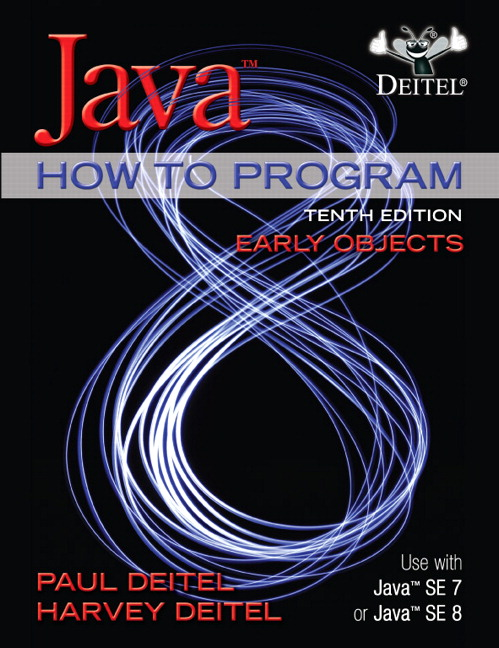 Java™
DEITEL®
HOW TO PROGRAM
TENTH EDITION
EARLY OBJECTS
8
Use with
Java™ SE 7
or Java™ SE 8
PAUL DEITEL
HARVEY DEITEL